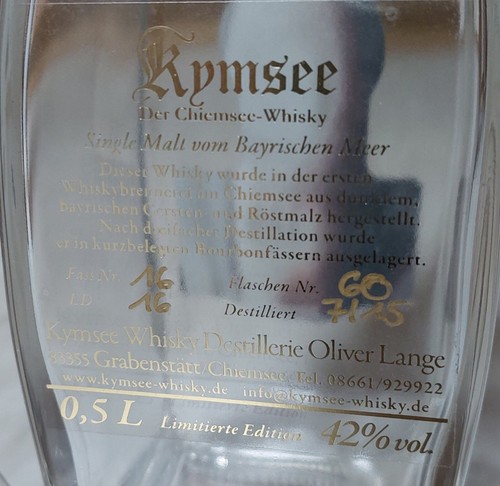 Kymsee
Der Chiemsee-Whisky
Single Malt vom Bayrischen Meer
Dieser Whisky wurde in der ersten
Whiskybrennerei am Chiemsee aus dunklem,
bayrischen Gersten- und Röstmalz hergestellt.
Nach dreifacher Destillation wurde
er in kurzbelegten Bourbonfässern ausgelagert.
Fass Nr. 16 Flaschen Nr. 60
LD 16 Destilliert 7/15
Kymsee Whisky Destillerie Oliver Lange
83355 Grabenstätt/Chiemsee, Tel. 08661/929922
www.kymsee-whisky.de info@kymsee-whisky.de
0,5 L Limitierte Edition 42% vol.